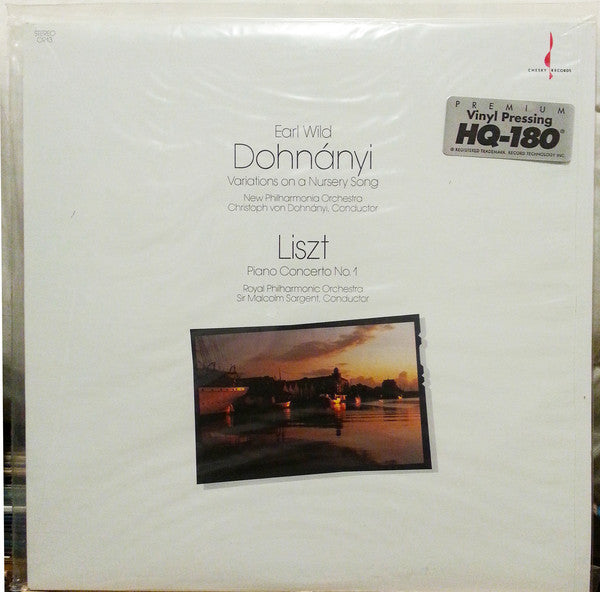 STEREO
CR43
CHESKY RECORDS
PREMIUM
Vinyl Pressing
HQ-180®
® REGISTERED TRADEMARK, RECORD TECHNOLOGY INC.
Earl Wild
Dohnányi
Variations on a Nursery Song
New Philharmonia Orchestra
Christoph von Dohnányi, Conductor
Liszt
Piano Concerto No. 1
Royal Philharmonic Orchestra
Sir Malcolm Sargent, Conductor